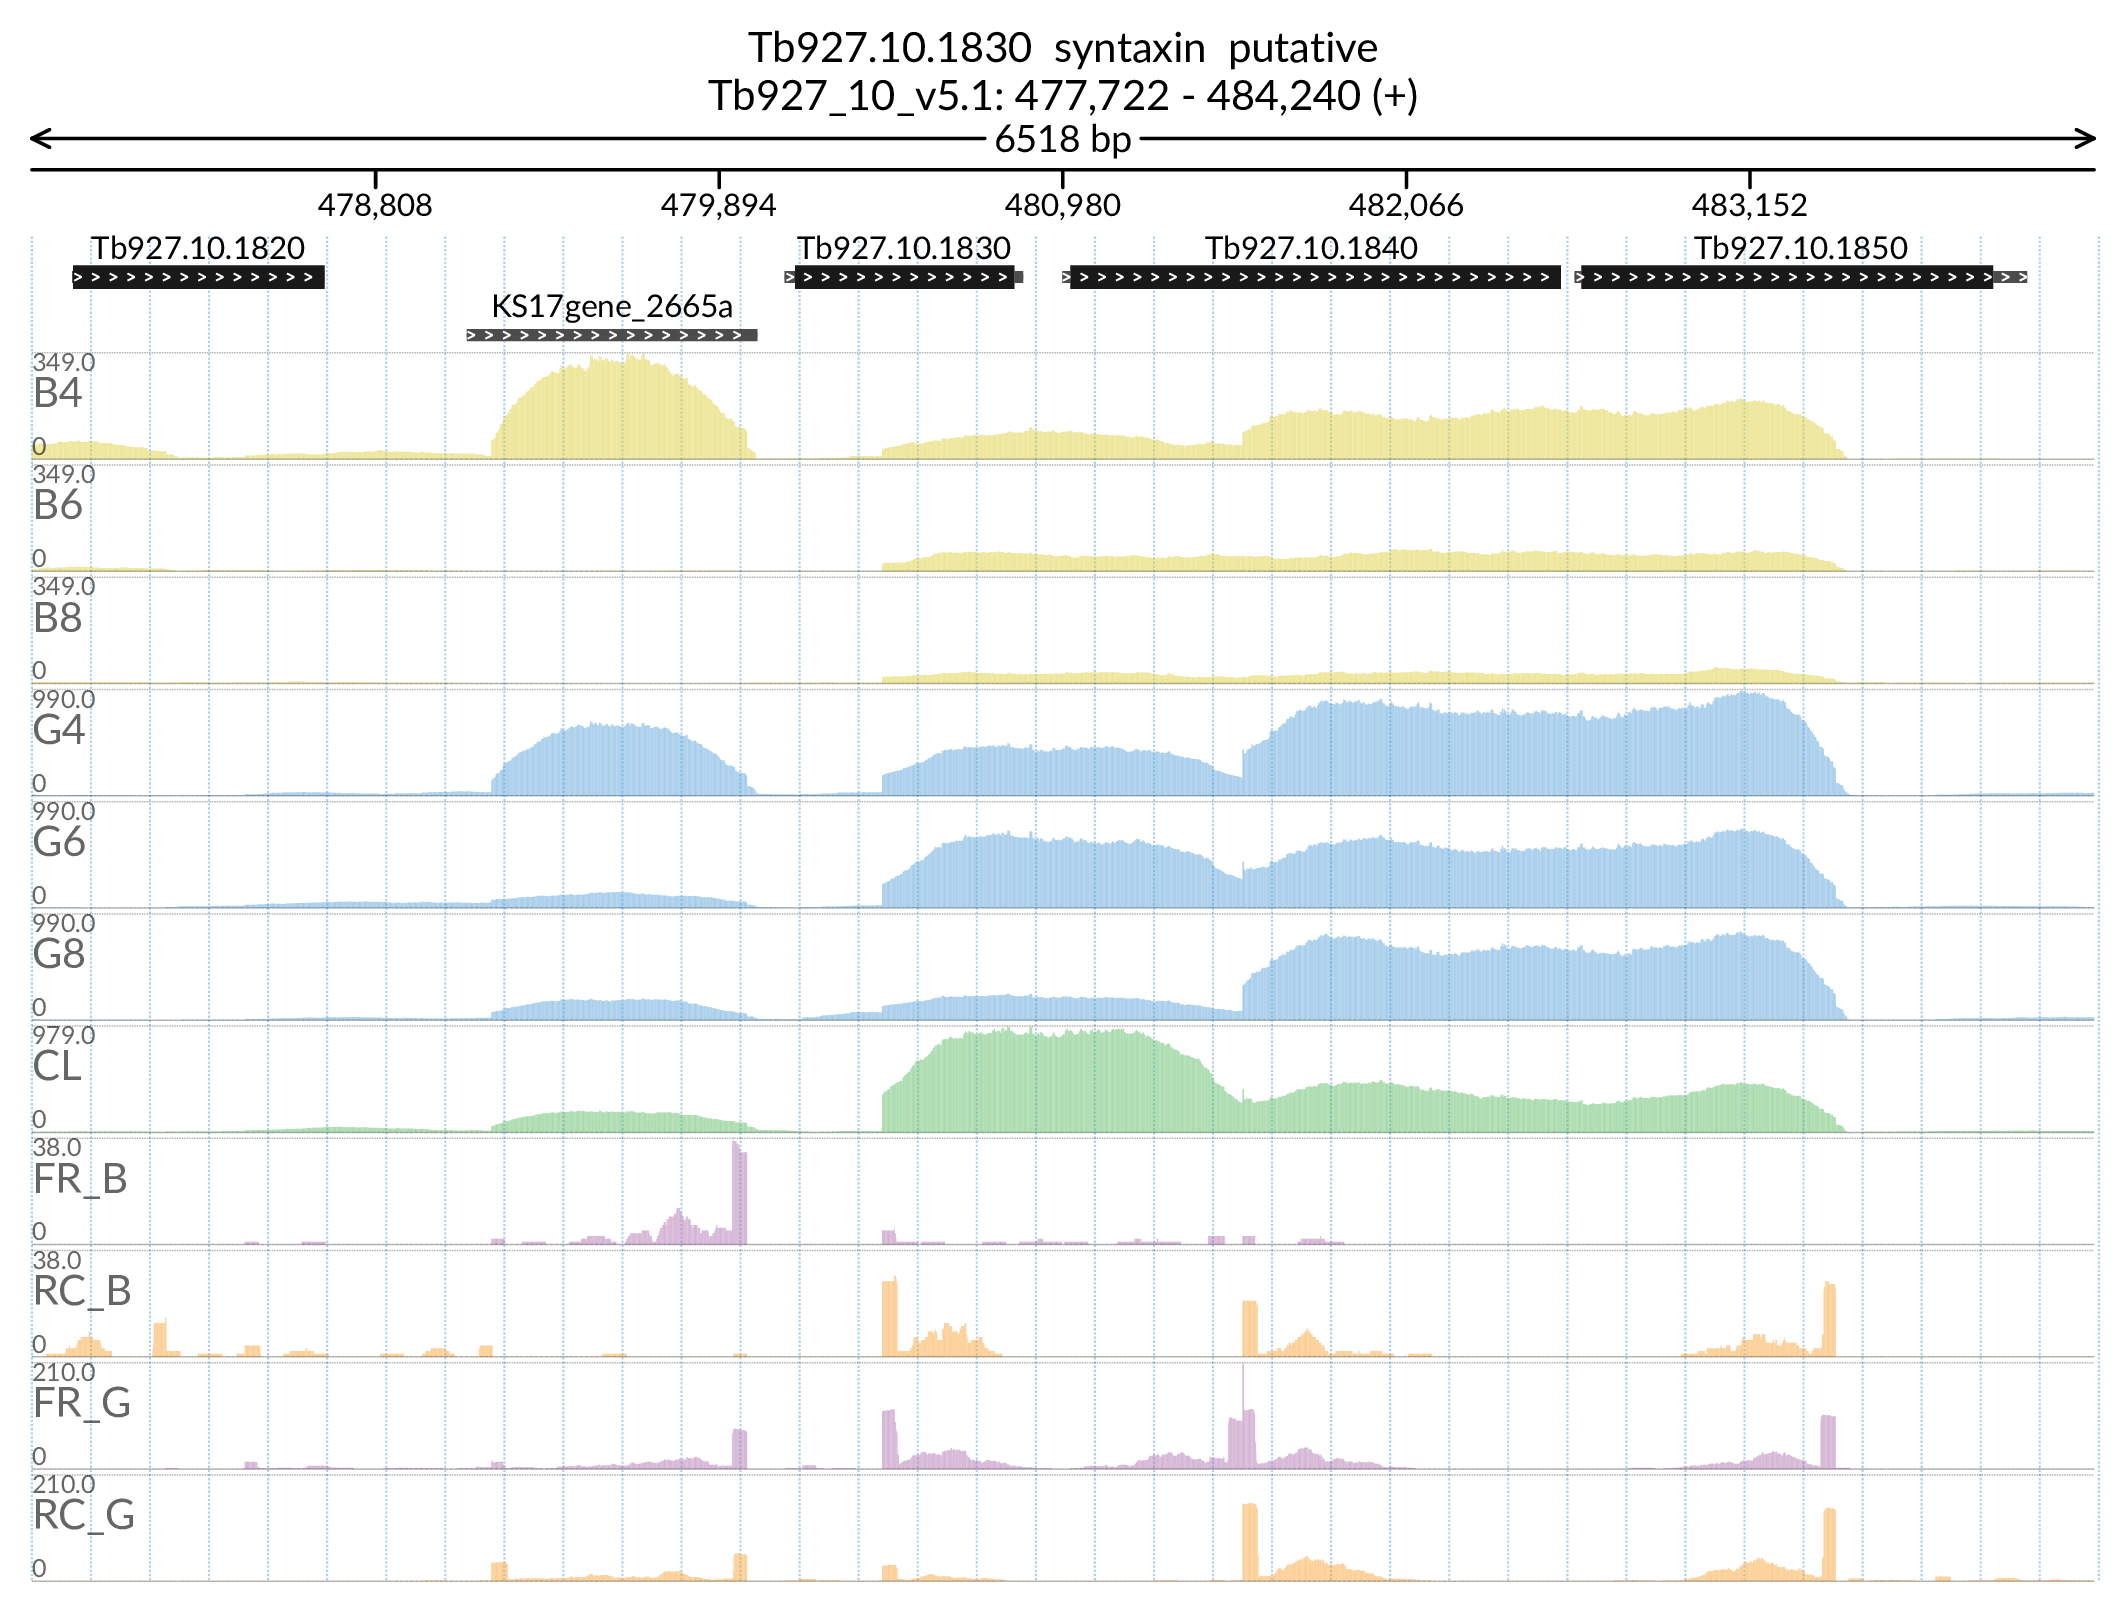 Tb927.10.1830 syntaxin putative
Tb927_10_v5.1: 477,722 - 484,240 (+)
6518 bp
478,808 479,894 480,980 482,066 483,152
Tb927.10.1820 Tb927.10.1830 Tb927.10.1840 Tb927.10.1850
KS17gene_2665a
349.0
B4
0
349.0
B6
0
349.0
B8
0
990.0
G4
0
990.0
G6
0
990.0
G8
0
979.0
CL
0
38.0
FR_B
0
38.0
RC_B
0
210.0
FR_G
0
210.0
RC_G
0